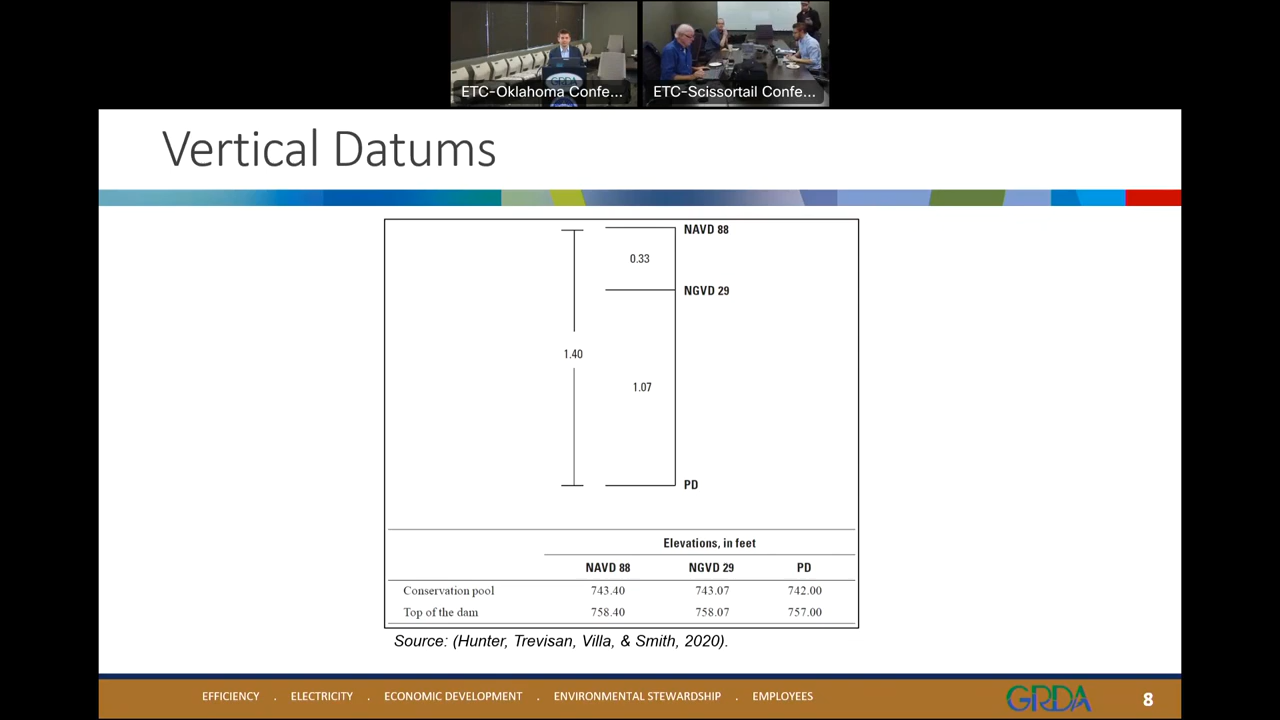 ETC-Oklahoma Confe...
ETC-Scissortail Confe...
GRDA
Vertical Datums
NAVD 88
0.33
NGVD 29
1.40
1.07
PD
Elevations, in feet
NAVD 88 NGVD 29 PD
Conservation pool 743.40 743.07 742.00
Top of the dam 758.40 758.07 757.00
Source: (Hunter, Trevisan, Villa, & Smith, 2020).
EFFICIENCY . ELECTRICITY . ECONOMIC DEVELOPMENT . ENVIRONMENTAL STEWARDSHIP . EMPLOYEES
GRDA
8